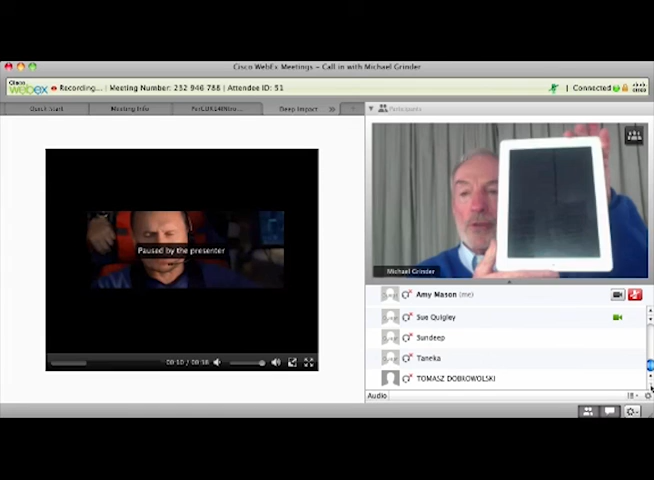 Cisco WebEx Meetings - Call in with Michael Grinder
Cisco webex Recording... | Meeting Number: 232 946 788 | Attendee ID: 51 | Connected
Quick Start Meeting Info Deep Impact
Participants
Paused by the presenter
Michael Grinder
Amy Mason (me)
Sue Quigley
Sundeep
Taneka
TOMASZ DOBROWOLSKI
00:10 / 00:18
Audio